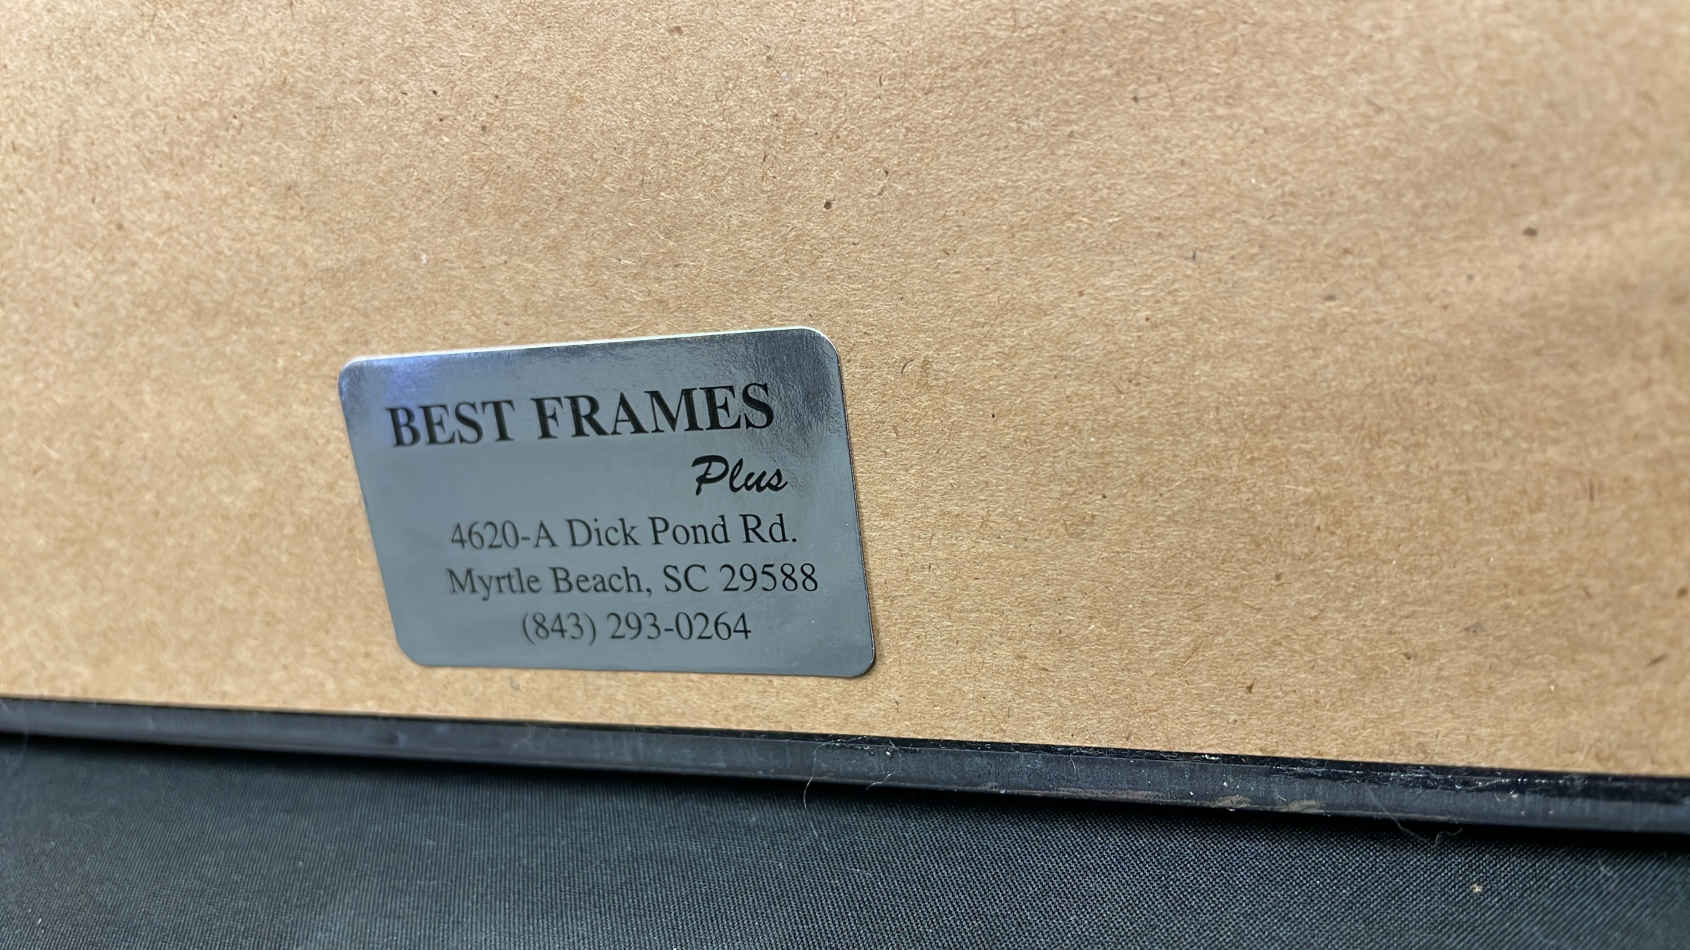 BEST FRAMES
Plus
4620-A Dick Pond Rd.
Myrtle Beach, SC 29588
(843) 293-0264